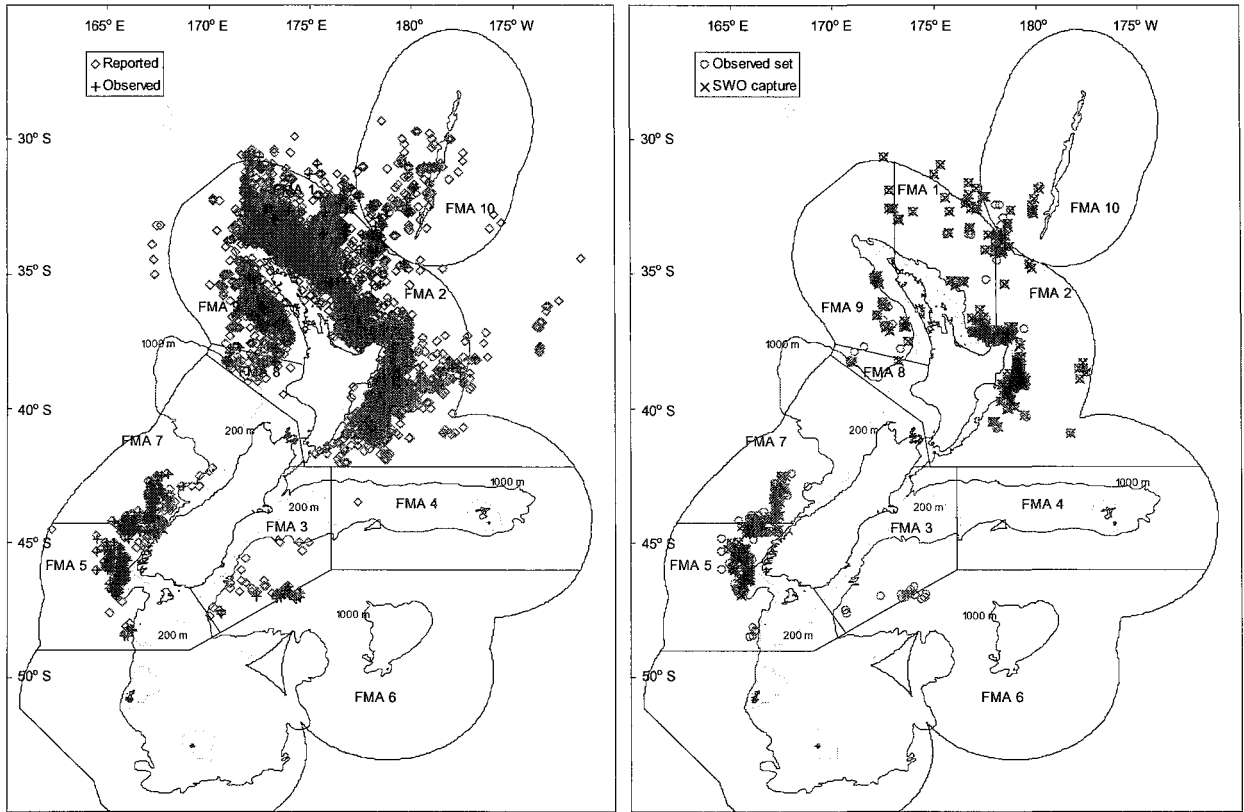 165° E 170° E 175° E 180° 175° W
◇ Reported
+ Observed
30° S
FMA 1
FMA 10
35° S
FMA 2
1000 m
FMA 8
40° S
FMA 7
200 m
FMA 4
1000 m
200 m
FMA 3
45° S
FMA 5
1000 m
200 m
50° S
FMA 6
165° E 170° E 175° E 180° 175° W
○ Observed set
× SWO capture
30° S
FMA 1
FMA 10
35° S
FMA 2
FMA 9
1000 m
FMA 8
40° S
FMA 7
200 m
FMA 4
1000 m
200 m
FMA 3
45° S
FMA 5
1000 m
200 m
50° S
FMA 6